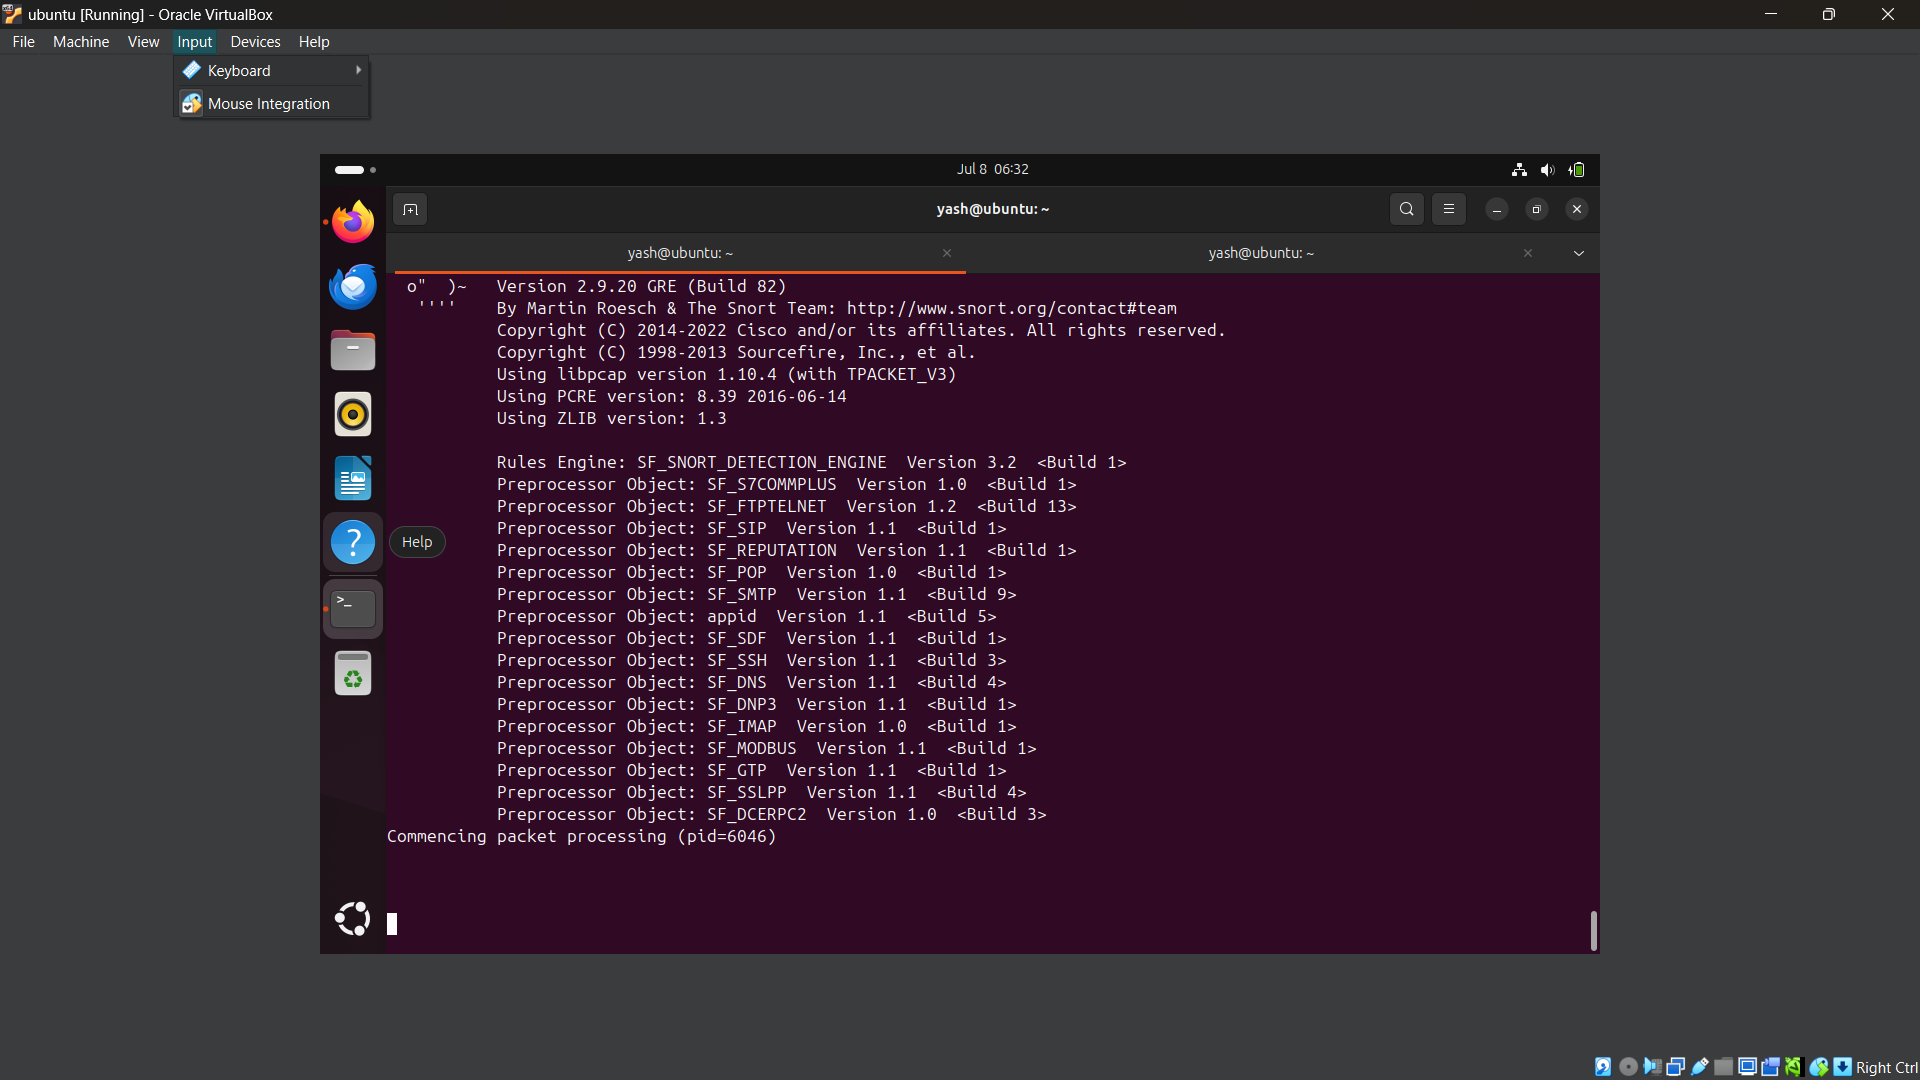 ubuntu [Running] - Oracle VirtualBox
File Machine View Input Devices Help
Keyboard
Mouse Integration
Jul 8 06:32
yash@ubuntu: ~
yash@ubuntu: ~ yash@ubuntu: ~
o" )~ Version 2.9.20 GRE (Build 82)
'''' By Martin Roesch & The Snort Team: http://www.snort.org/contact#team
Copyright (C) 2014-2022 Cisco and/or its affiliates. All rights reserved.
Copyright (C) 1998-2013 Sourcefire, Inc., et al.
Using libpcap version 1.10.4 (with TPACKET_V3)
Using PCRE version: 8.39 2016-06-14
Using ZLIB version: 1.3
Rules Engine: SF_SNORT_DETECTION_ENGINE Version 3.2 <Build 1>
Preprocessor Object: SF_S7COMMPLUS Version 1.0 <Build 1>
Preprocessor Object: SF_FTPTELNET Version 1.2 <Build 13>
Preprocessor Object: SF_SIP Version 1.1 <Build 1>
Help
Preprocessor Object: SF_REPUTATION Version 1.1 <Build 1>
Preprocessor Object: SF_POP Version 1.0 <Build 1>
Preprocessor Object: SF_SMTP Version 1.1 <Build 9>
Preprocessor Object: appid Version 1.1 <Build 5>
Preprocessor Object: SF_SDF Version 1.1 <Build 1>
Preprocessor Object: SF_SSH Version 1.1 <Build 3>
Preprocessor Object: SF_DNS Version 1.1 <Build 4>
Preprocessor Object: SF_DNP3 Version 1.1 <Build 1>
Preprocessor Object: SF_IMAP Version 1.0 <Build 1>
Preprocessor Object: SF_MODBUS Version 1.1 <Build 1>
Preprocessor Object: SF_GTP Version 1.1 <Build 1>
Preprocessor Object: SF_SSLPP Version 1.1 <Build 4>
Preprocessor Object: SF_DCERPC2 Version 1.0 <Build 3>
Commencing packet processing (pid=6046)
Right Ctrl